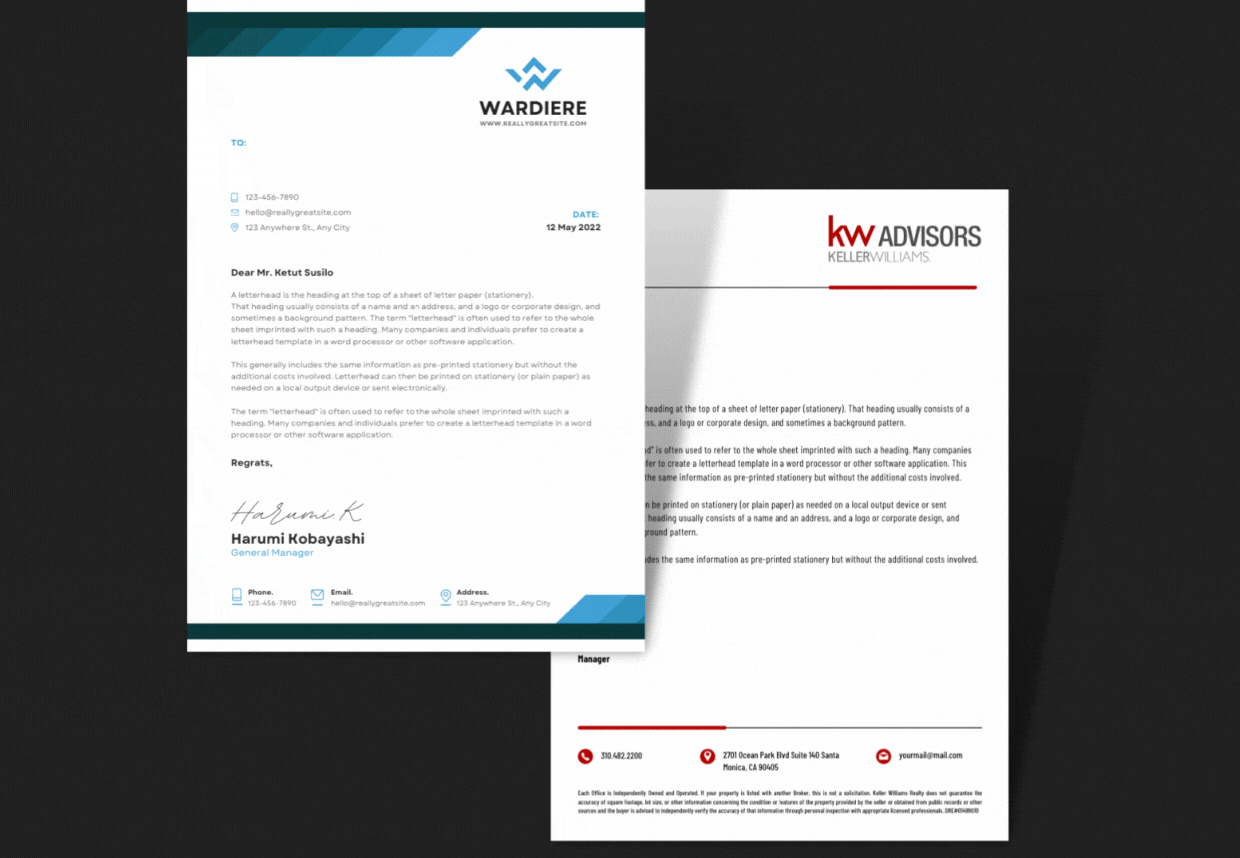 WARDIERE
WWW.REALLYGREATSITE.COM
TO:
123-456-7890
hello@reallygreatsite.com
123 Anywhere St., Any City
DATE:
12 May 2022
Dear Mr. Ketut Susilo
A letterhead is the heading at the top of a sheet of letter paper (stationery).
That heading usually consists of a name and an address, and a logo or corporate design, and
sometimes a background pattern. The term "letterhead" is often used to refer to the whole
sheet imprinted with such a heading. Many companies and individuals prefer to create a
letterhead template in a word processor or other software application.
This generally includes the same information as pre-printed stationery but without the
additional costs involved. Letterhead can then be printed on stationery (or plain paper) as
needed on a local output device or sent electronically.
The term "letterhead" is often used to refer to the whole sheet imprinted with such a
heading. Many companies and individuals prefer to create a letterhead template in a word
processor or other software application.
Regrats,
Harumi K
Harumi Kobayashi
General Manager
Phone.
123-456-7890
Email.
hello@reallygreatsite.com
Address.
123 Anywhere St., Any City
kw ADVISORS
KELLERWILLIAMS.
heading at the top of a sheet of letter paper (stationery). That heading usually consists of a
ss, and a logo or corporate design, and sometimes a background pattern.
d" is often used to refer to the whole sheet imprinted with such a heading. Many companies
fer to create a letterhead template in a word processor or other software application. This
the same information as pre-printed stationery but without the additional costs involved.
n be printed on stationery (or plain paper) as needed on a local output device or sent
heading usually consists of a name and an address, and a logo or corporate design, and
ground pattern.
des the same information as pre-printed stationery but without the additional costs involved.
Manager
310.482.2200
2701 Ocean Park Blvd Suite 140 Santa
Monica, CA 90405
yourmail@mail.com
Each Office is Independently Owned and Operated. If your property is listed with another Broker, this is not a solicitation. Keller Williams Realty does not guarantee the
accuracy of square footage, lot size, or other information concerning the condition or features of the property provided by the seller or obtained from public records or other
sources and the buyer is advised to independently verify the accuracy of that information through personal inspection with appropriate licensed professionals.